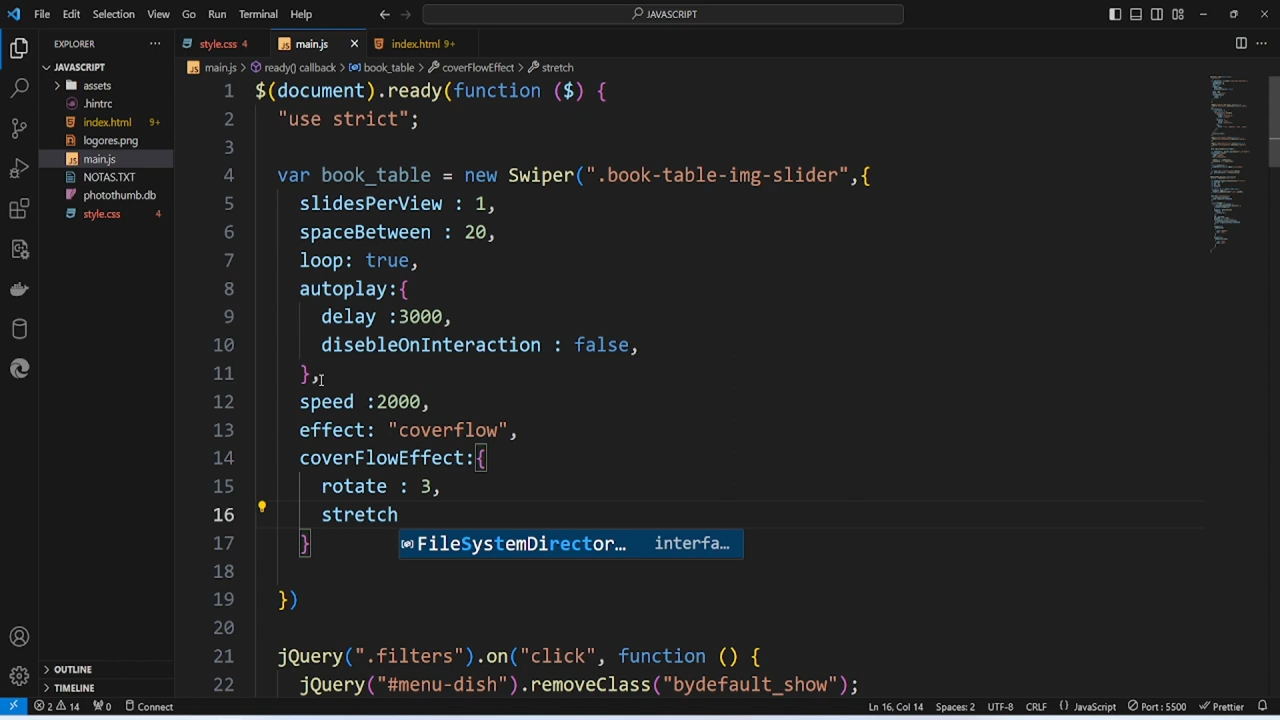 File Edit Selection View Go Run Terminal Help JAVASCRIPT
EXPLORER
JAVASCRIPT
assets
.hintrc
index.html 9+
logores.png
main.js
NOTAS.TXT
photothumb.db
style.css 4
OUTLINE
TIMELINE
style.css 4 main.js index.html 9+
main.js ready() callback book_table coverFlowEffect stretch
1 $(document).ready(function ($) {
2 "use strict";
3
4 var book_table = new Swiper(".book-table-img-slider",{
5 slidesPerView : 1,
6 spaceBetween : 20,
7 loop: true,
8 autoplay:{
9 delay :3000,
10 disebleOnInteraction : false,
11 },
12 speed :2000,
13 effect: "coverflow",
14 coverFlowEffect:{
15 rotate : 3,
16 stretch
FileSystemDirector… interfa…
17 }
18
19 })
20
21 jQuery(".filters").on("click", function () {
22 jQuery("#menu-dish").removeClass("bydefault_show");
2 14 0 Connect Ln 16, Col 14 Spaces: 2 UTF-8 CRLF {} JavaScript Port : 5500 Prettier